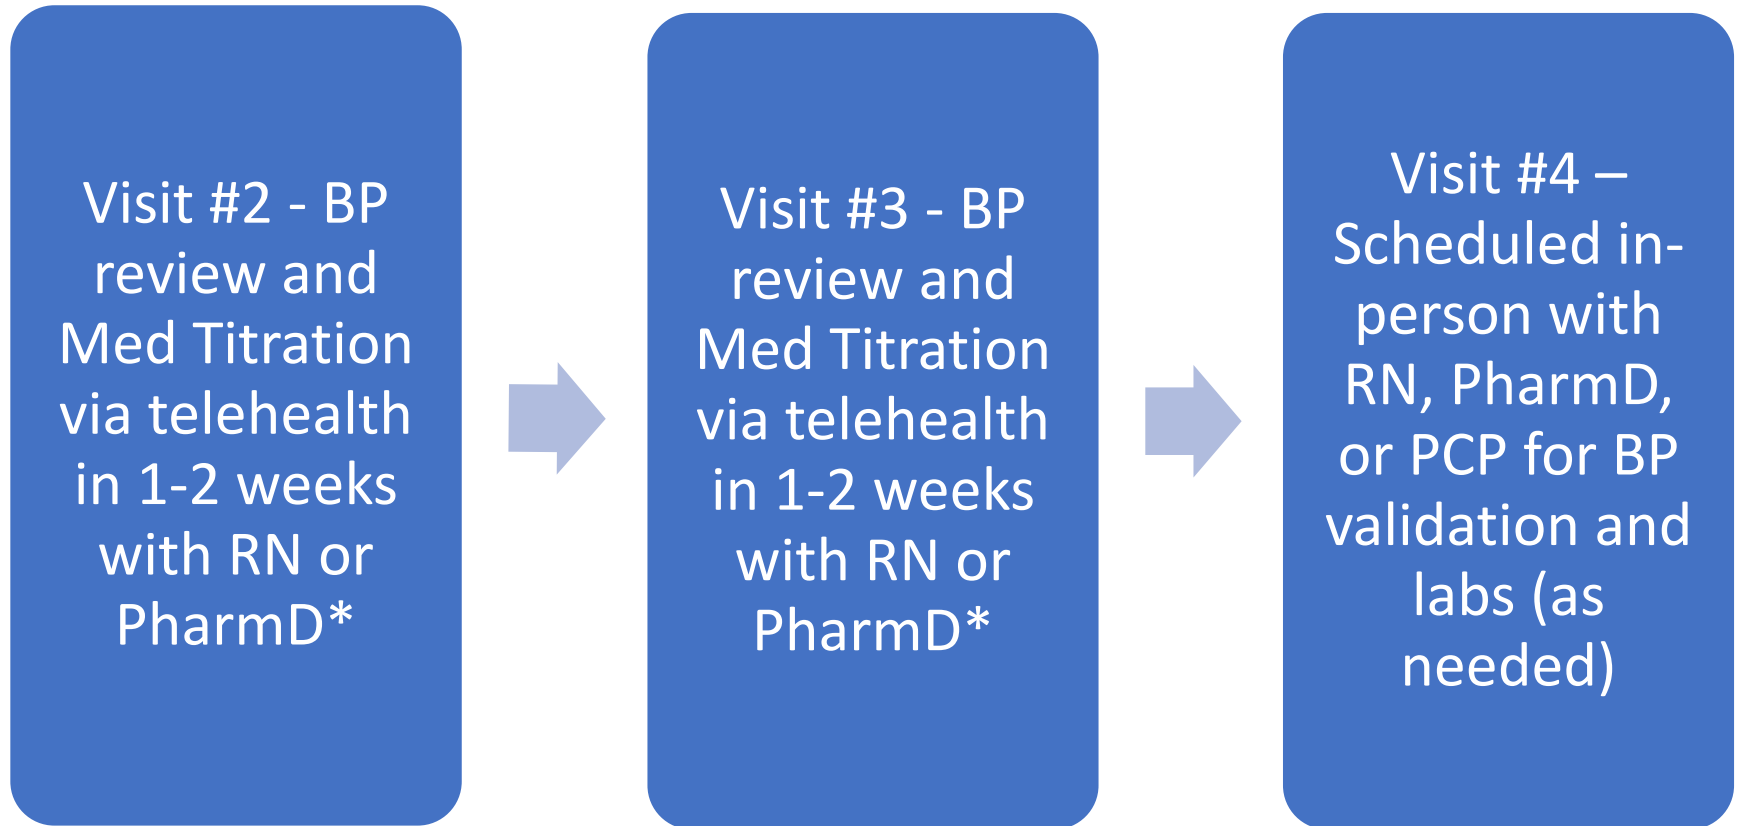 Visit #2 - BP
review and
Med Titration
via telehealth
in 1-2 weeks
with RN or
PharmD*
Visit #3 - BP
review and
Med Titration
via telehealth
in 1-2 weeks
with RN or
PharmD*
Visit #4 –
Scheduled in-
person with
RN, PharmD,
or PCP for BP
validation and
labs (as
needed)